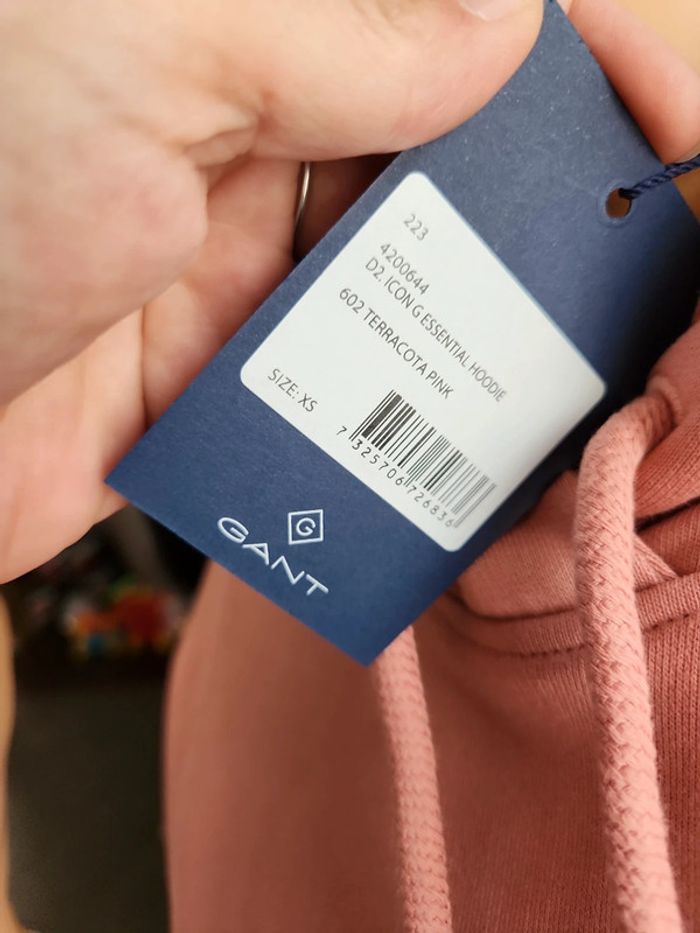 223
4200644
D2. ICON G ESSENTIAL HOODIE
602 TERRACOTA PINK
SIZE: XS
7 325706 726836
G
GANT